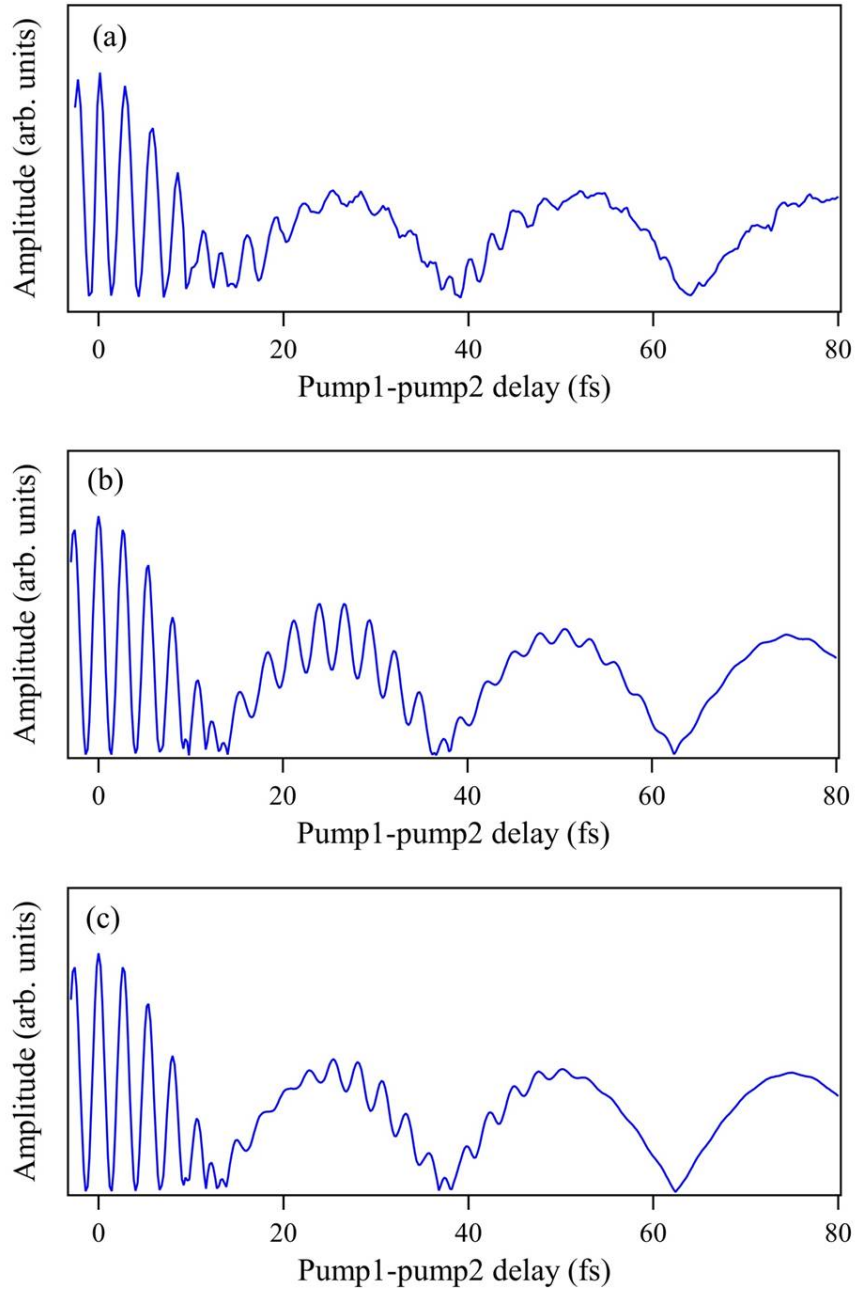 (a)
Amplitude (arb. units)
0 20 40 60 80
Pump1-pump2 delay (fs)
(b)
Amplitude (arb. units)
0 20 40 60 80
Pump1-pump2 delay (fs)
(c)
Amplitude (arb. units)
0 20 40 60 80
Pump1-pump2 delay (fs)